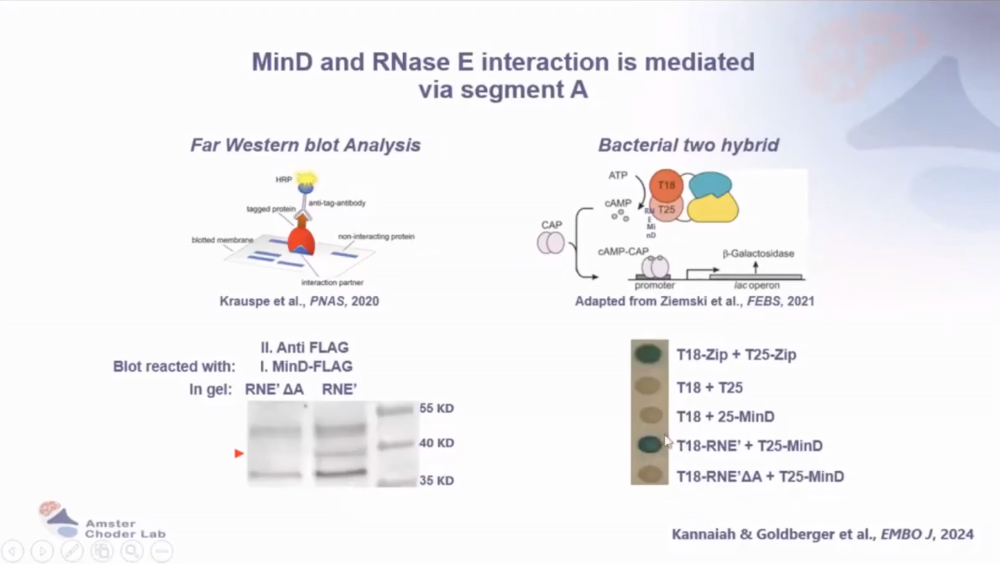 MinD and RNase E interaction is mediated
via segment A
Far Western blot Analysis
HRP
anti-tag-antibody
tagged protein
blotted membrane
non-interacting protein
interaction partner
Krauspe et al., PNAS, 2020
Bacterial two hybrid
ATP
T18
cAMP
T25
RN
E
Mi
nD
CAP
cAMP-CAP
β-Galactosidase
promoter
lac operon
Adapted from Ziemski et al., FEBS, 2021
II. Anti FLAG
Blot reacted with: I. MinD-FLAG
In gel: RNE’ ΔA RNE’
55 KD
40 KD
35 KD
T18-Zip + T25-Zip
T18 + T25
T18 + 25-MinD
T18-RNE’ + T25-MinD
T18-RNE’ΔA + T25-MinD
Amster
Choder Lab
Kannaiah & Goldberger et al., EMBO J, 2024